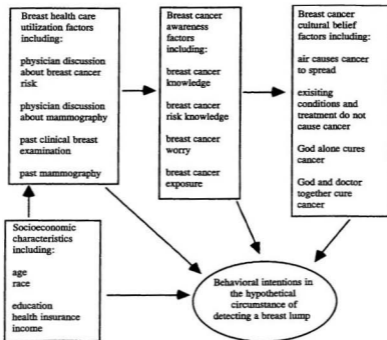 Breast health care
utilization factors
including:
physician discussion
about breast cancer
risk
physician discussion
about mammography
past clinical breast
examination
past mammography
Breast cancer
awareness
factors
including:
breast cancer
knowledge
breast cancer
risk knowledge
breast cancer
worry
breast cancer
exposure
Breast cancer
cultural belief
factors including:
air causes cancer
to spread
exisiting
conditions and
treatment do not
cause cancer
God alone cures
cancer
God and doctor
together cure
cancer
Socioeconomic
characteristics
including:
age
race
education
health insurance
income
Behavioral intentions
in the
hypothetical
circumstance of
detecting a breast lump